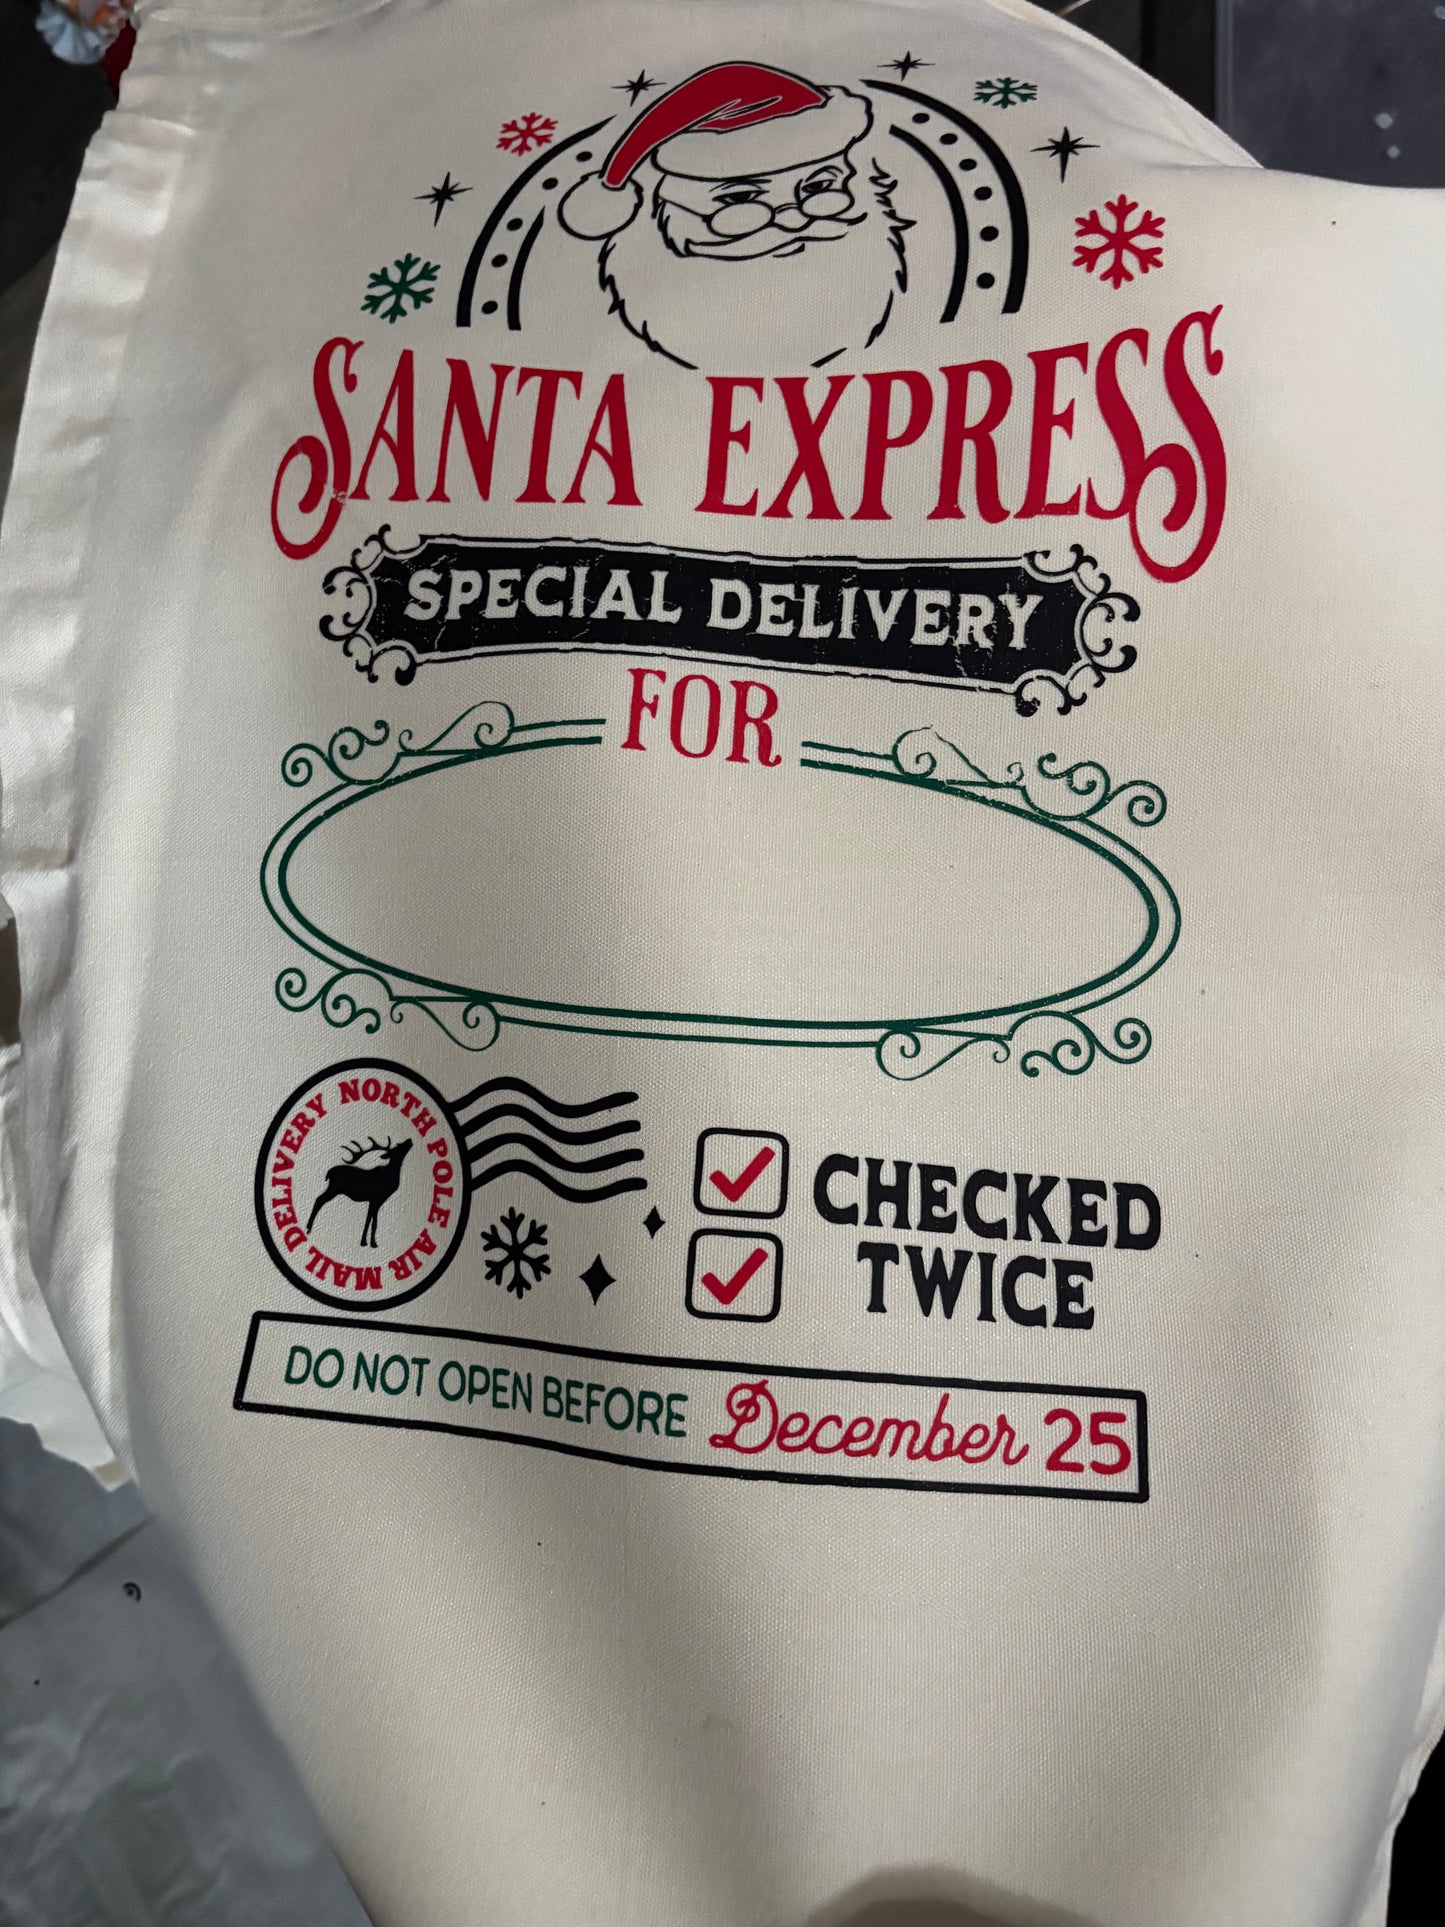 SANTA EXPRESS
SPECIAL DELIVERY
FOR
NORTH POLE AIR MAIL DELIVERY
CHECKED
TWICE
DO NOT OPEN BEFORE December 25